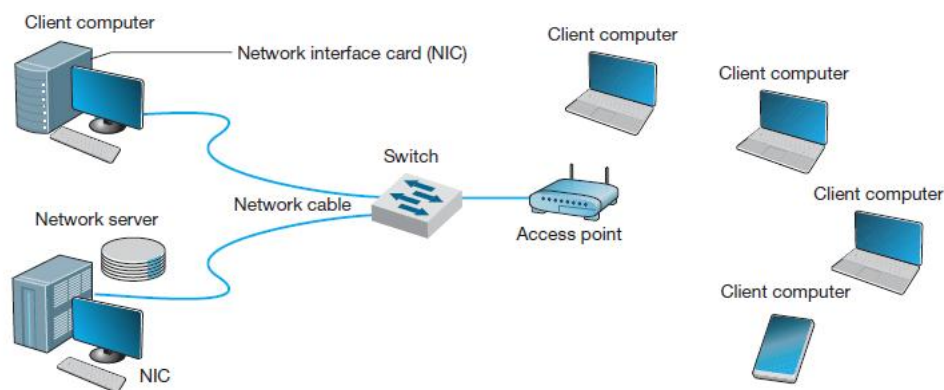 Client computer
Network interface card (NIC)
Client computer
Client computer
Switch
Network cable
Client computer
Network server
Access point
Client computer
NIC